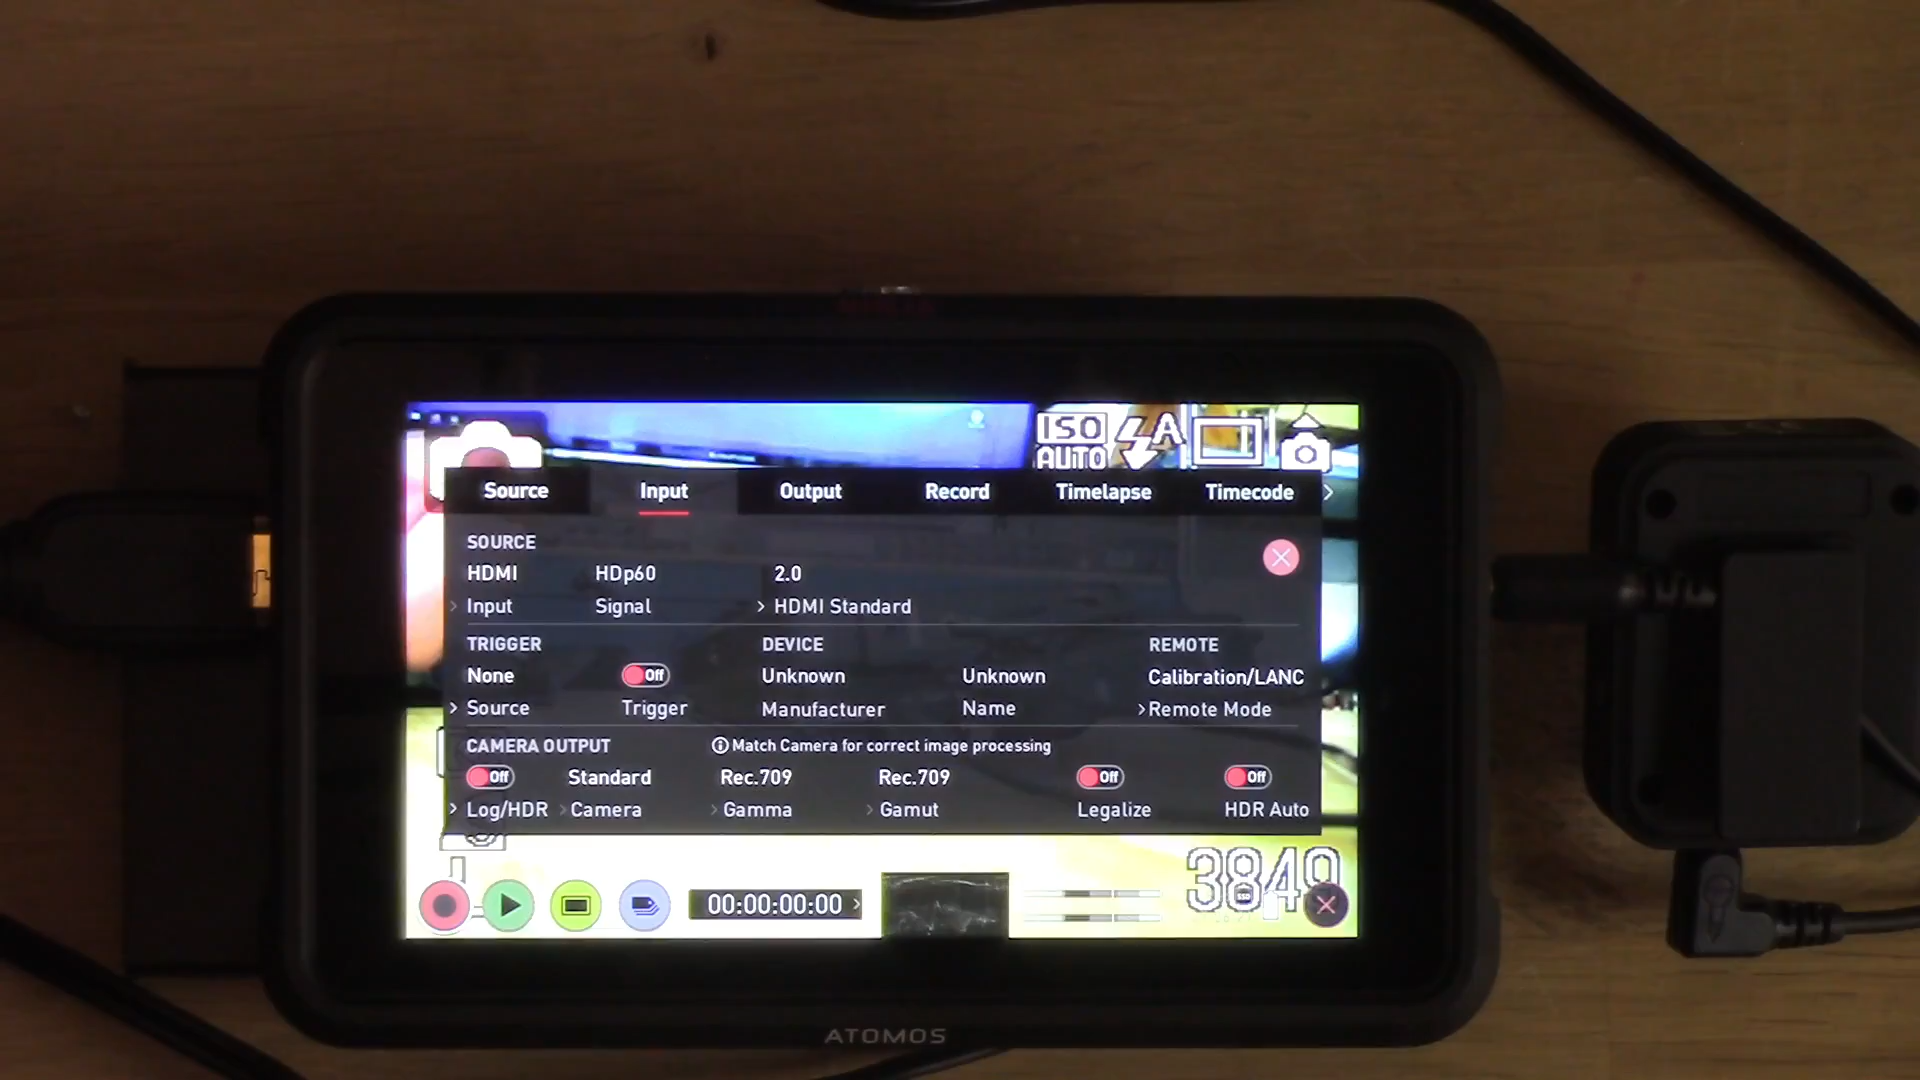 ISO A
AUTO
Source Input Output Record Timelapse Timecode
SOURCE
HDMI HDp60 2.0
Input Signal HDMI Standard
TRIGGER DEVICE REMOTE
None Off Unknown Unknown Calibration/LANC
Source Trigger Manufacturer Name Remote Mode
CAMERA OUTPUT Match Camera for correct image processing
Off Standard Rec.709 Rec.709 Off Off
Log/HDR Camera Gamma Gamut Legalize HDR Auto
3849
00:00:00:00
ATOMOS